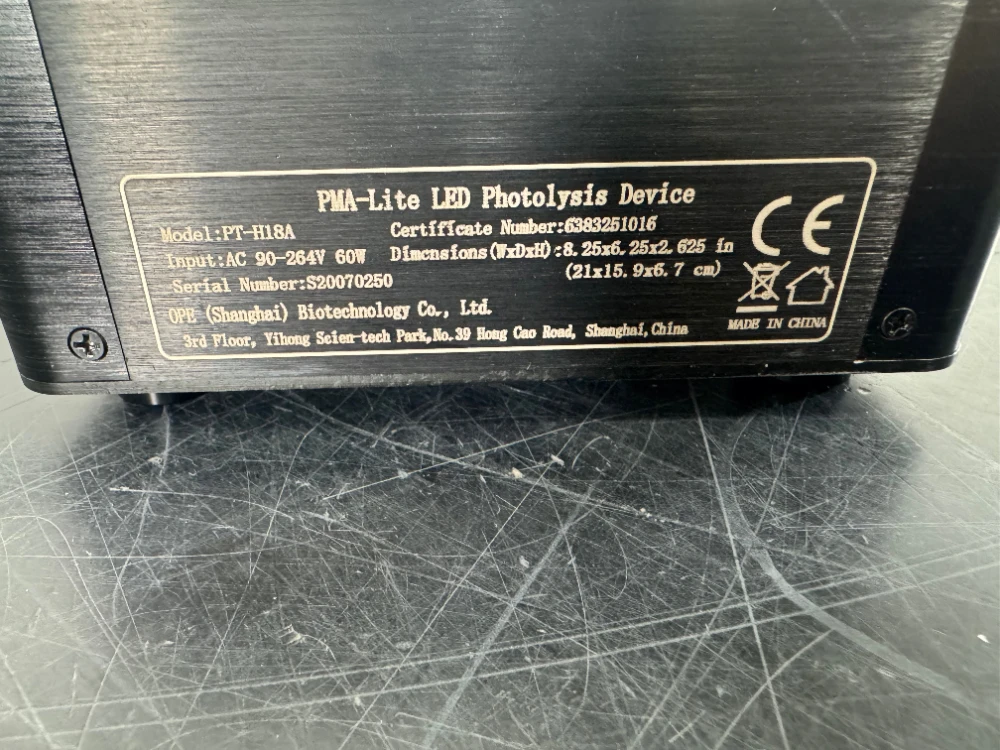 PMA-Lite LED Photolysis Device
Model:PT-H18A
Certificate Number:6383251016
Input:AC 90-264V 60W
Dimensions(WxDxH):8.25x6.25x2.625 in
(21x15.9x6.7 cm)
Serial Number:S20070250
OPE (Shanghai) Biotechnology Co., Ltd.
3rd Floor, Yihong Scien-tech Park,No.39 Hong Cao Road, Shanghai,China
CE
MADE IN CHINA